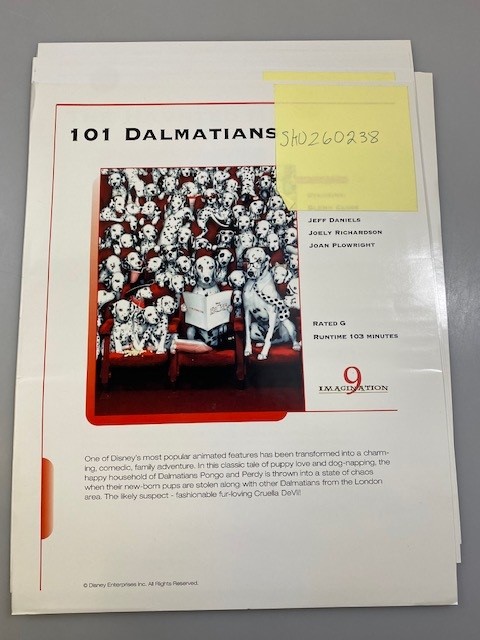 101 DALMATIANS
SKU260238
JEFF DANIELS
JOELY RICHARDSON
JOAN PLOWRIGHT
RATED G
RUNTIME 103 MINUTES
9
IMAGINATION
One of Disney's most popular animated features has been transformed into a charm-
ing, comedic, family adventure. In this classic tale of puppy love and dog-napping, the
happy household of Dalmatians Pongo and Perdy is thrown into a state of chaos
when their new-born pups are stolen along with other Dalmatians from the London
area. The likely suspect - fashionable fur-loving Cruella DeVil!
© Disney Enterprises Inc. All Rights Reserved.